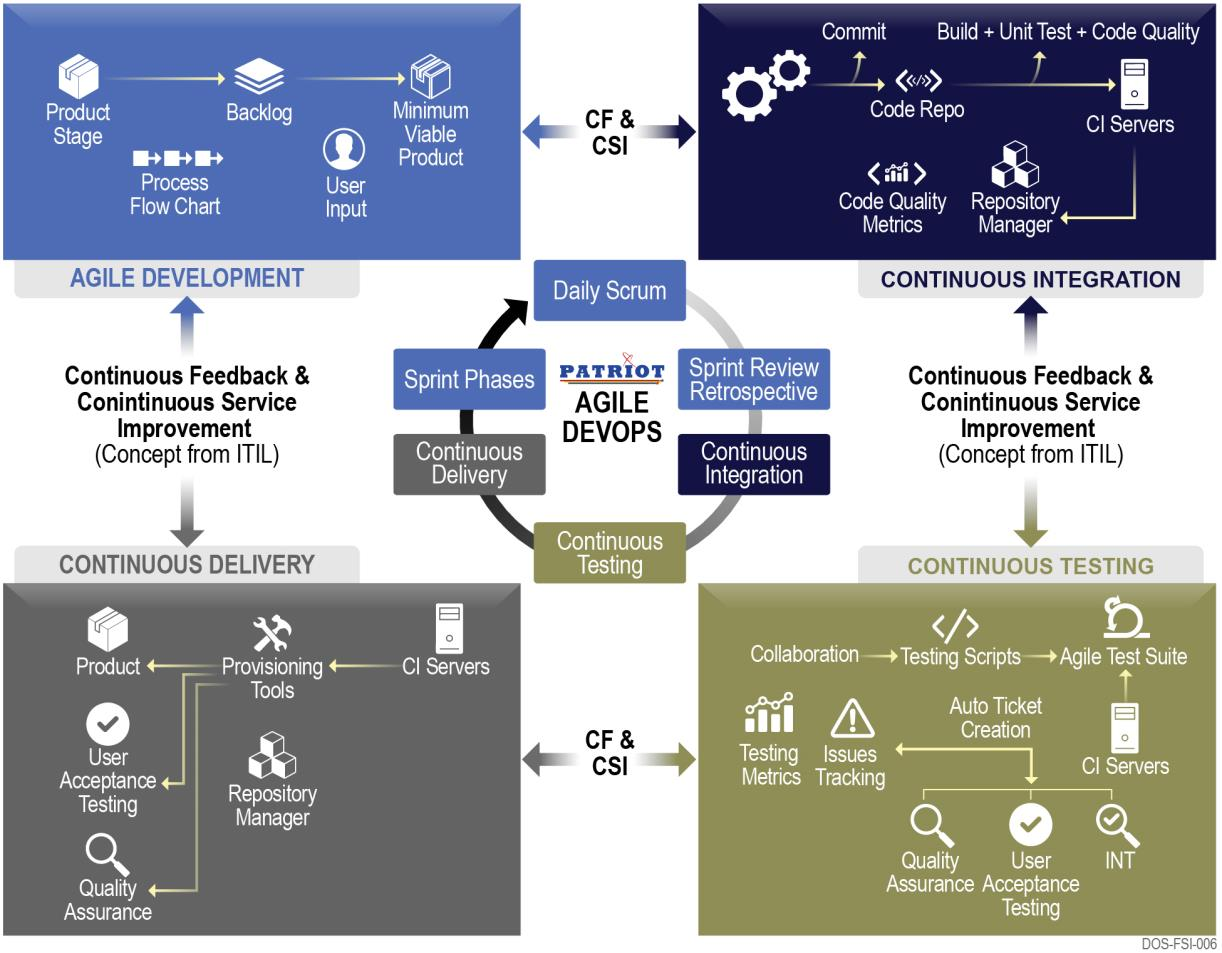 Product
Stage
Backlog
Minimum
Viable
Product
Process
Flow Chart
User
Input
AGILE DEVELOPMENT
CF &
CSI
Commit
Build + Unit Test + Code Quality
Code Repo
CI Servers
Code Quality
Metrics
Repository
Manager
CONTINUOUS INTEGRATION
Continuous Feedback &
Conintinuous Service
Improvement
(Concept from ITIL)
Daily Scrum
Sprint Phases
PATRIOT
AGILE
DEVOPS
Sprint Review
Retrospective
Continuous
Delivery
Continuous
Integration
Continuous
Testing
Continuous Feedback &
Conintinuous Service
Improvement
(Concept from ITIL)
CONTINUOUS DELIVERY
Product
Provisioning
Tools
CI Servers
User
Acceptance
Testing
Repository
Manager
Quality
Assurance
CF &
CSI
CONTINUOUS TESTING
Collaboration
Testing Scripts
Agile Test Suite
Testing
Metrics
Issues
Tracking
Auto Ticket
Creation
CI Servers
Quality
Assurance
User
Acceptance
Testing
INT
DOS-FSI-006